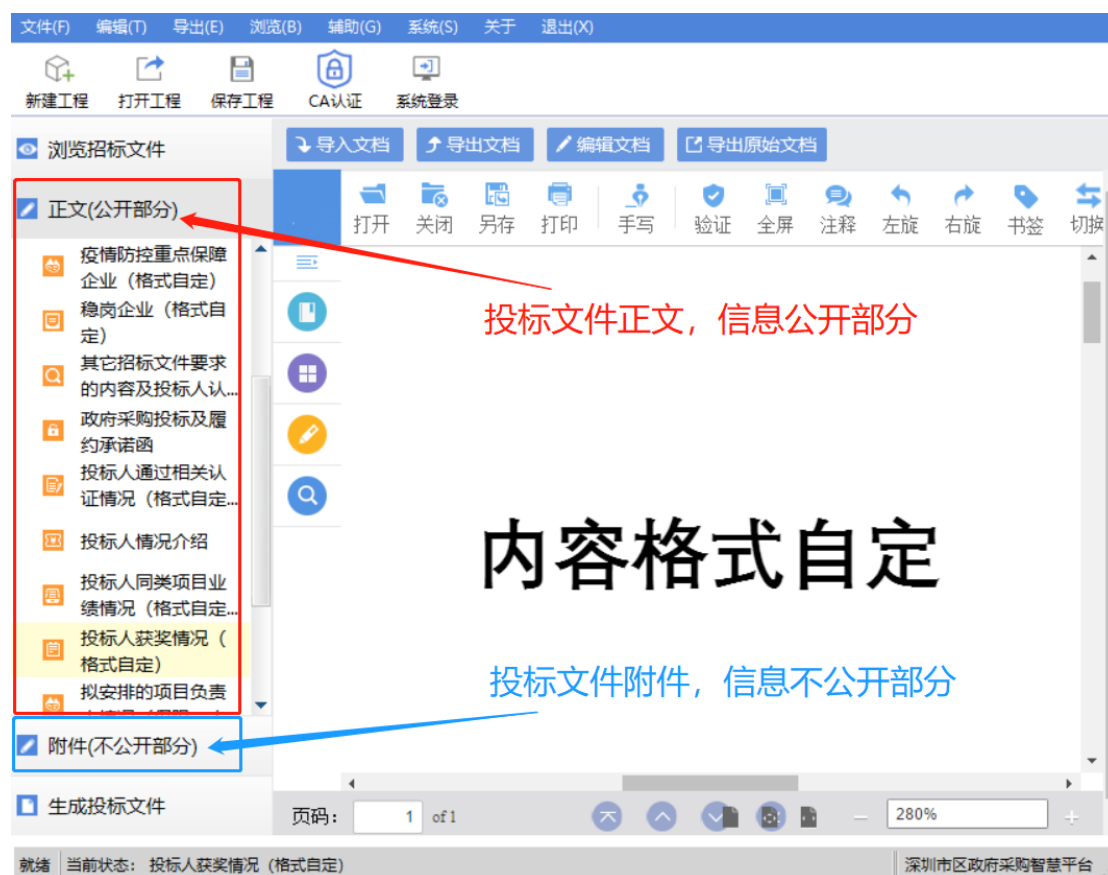 文件(F) 编辑(T) 导出(E) 浏览(B) 辅助(G) 系统(S) 关于 退出(X)
新建工程 打开工程 保存工程 CA认证 系统登录
浏览招标文件
导入文档 导出文档 编辑文档 导出原始文档
正文(公开部分)
打开 关闭 另存 打印 手写 验证 全屏 注释 左旋 右旋 书签 切换
疫情防控重点保障
企业（格式自定）
稳岗企业（格式自
定）
其它招标文件要求
的内容及投标人认...
政府采购投标及履
约承诺函
投标人通过相关认
证情况（格式自定...
投标人情况介绍
投标人同类项目业
绩情况（格式自定...
投标人获奖情况（
格式自定）
拟安排的项目负责
投标文件正文，信息公开部分
内容格式自定
投标文件附件，信息不公开部分
附件(不公开部分)
生成投标文件
页码: 1 of 1 280%
就绪 当前状态: 投标人获奖情况（格式自定） 深圳市区政府采购智慧平台